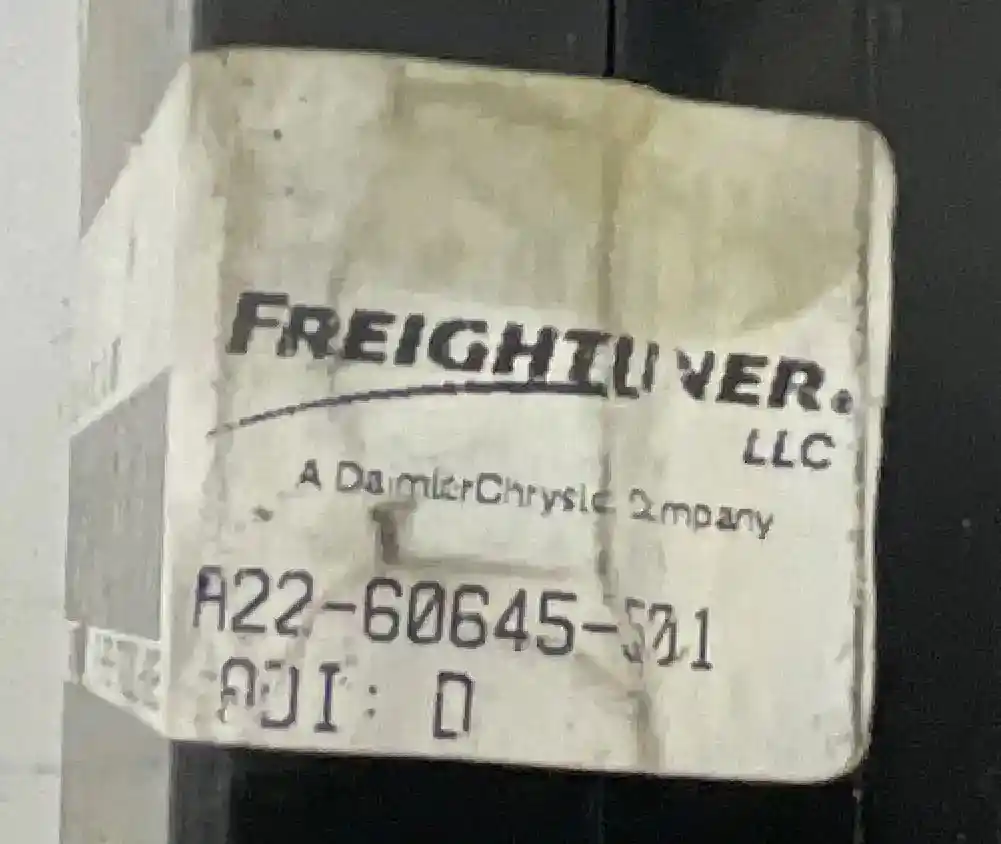 FREIGHTLINER.
LLC
A DaimlerChrysler Company
A22-60645-501
ADI: D